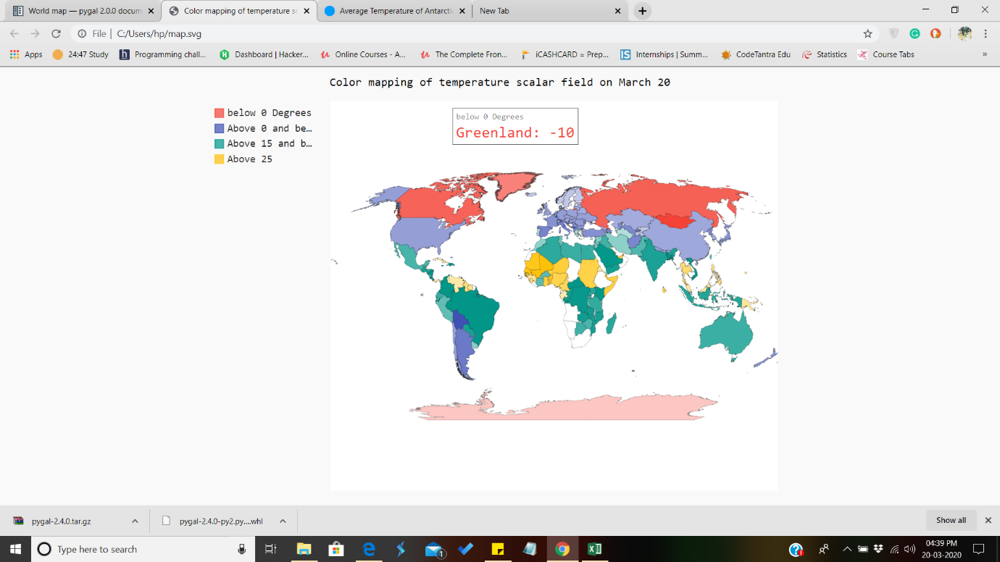 World map — pygal 2.0.0 docum
Color mapping of temperature sc
Average Temperature of Antarcti
New Tab
File | C:/Users/hp/map.svg
Apps
24:47 Study
Programming chall...
Dashboard | Hacker...
Online Courses - A...
The Complete Fron...
iCASHCARD = Prep...
Internships | Summ...
CodeTantra Edu
Statistics
Course Tabs
»
Color mapping of temperature scalar field on March 20
below 0 Degrees
Above 0 and be…
Above 15 and b…
Above 25
below 0 Degrees
Greenland: -10
pygal-2.4.0.tar.gz
pygal-2.4.0-py2.py....whl
Show all
Type here to search
1
04:39 PM
20-03-2020